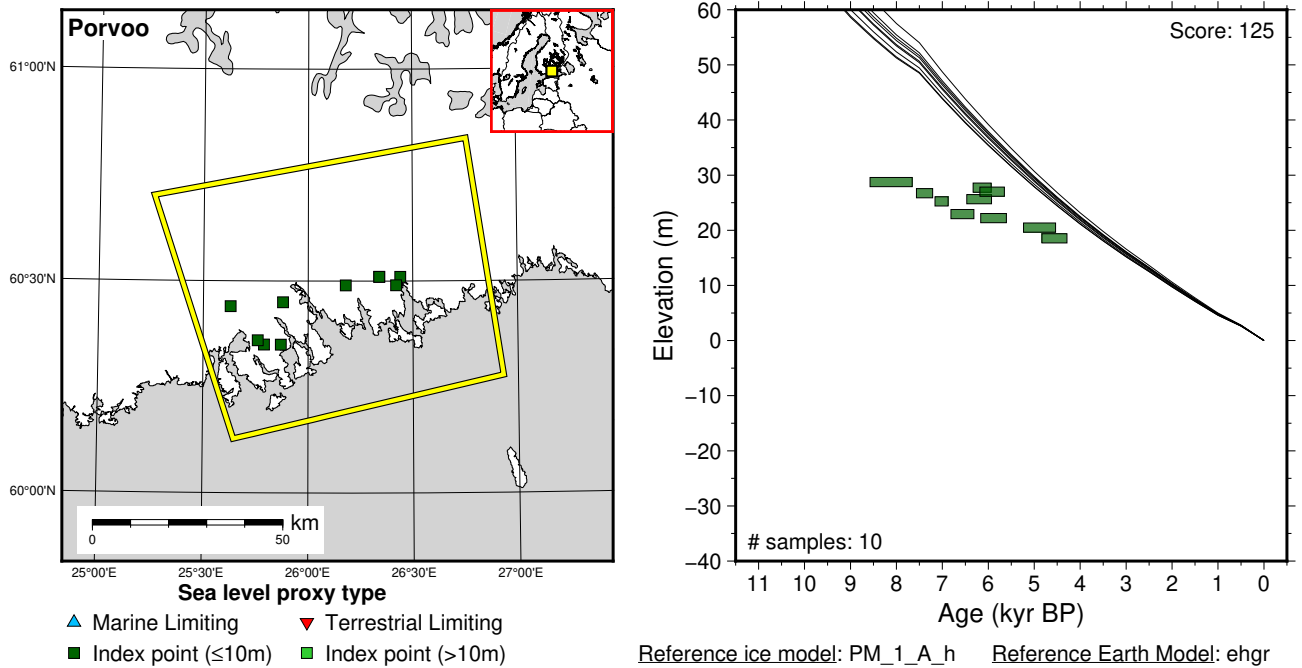 Porvoo
61°00'N
60°30'N
60°00'N
km
0
50
25°00'E
25°30'E
26°00'E
26°30'E
27°00'E
Sea level proxy type
Marine Limiting
Terrestrial Limiting
Index point (≤10m)
Index point (>10m)
Score: 125
60
50
40
30
20
10
0
−10
−20
−30
−40
Elevation (m)
# samples: 10
11
10
9
8
7
6
5
4
3
2
1
0
Age (kyr BP)
Reference ice model: PM_1_A_h
Reference Earth Model: ehgr